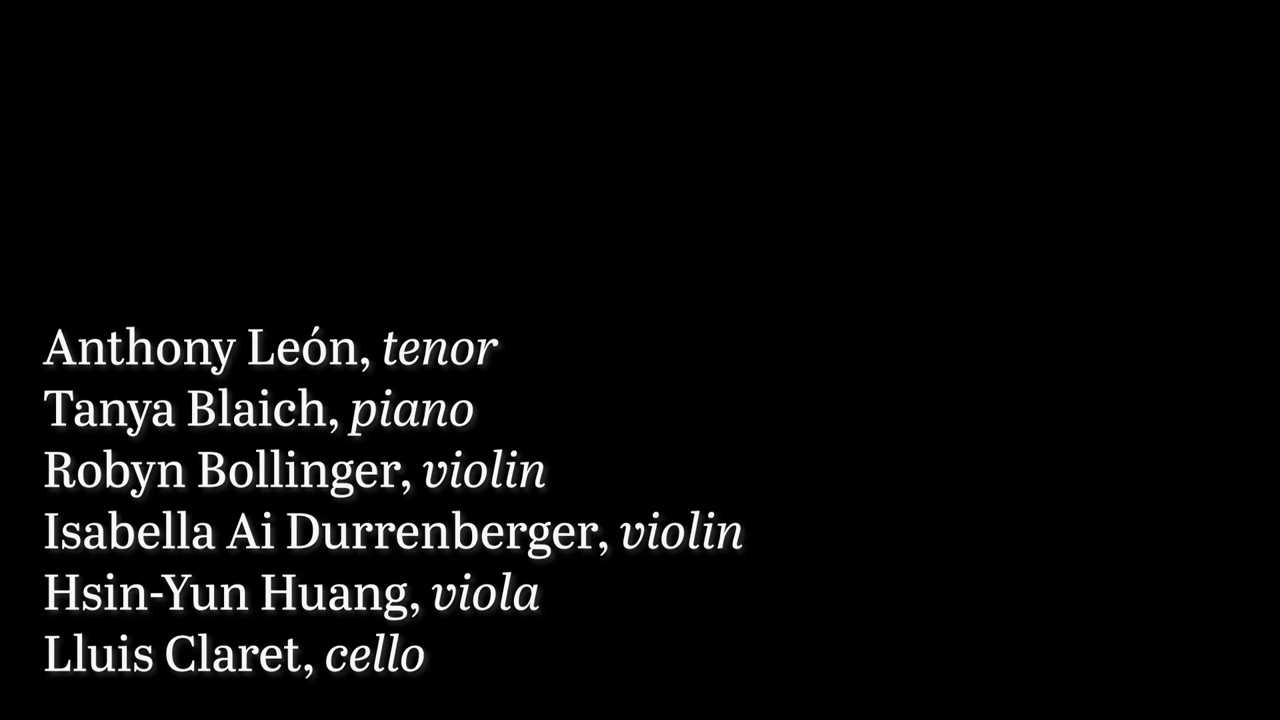 Anthony León, tenor
Tanya Blaich, piano
Robyn Bollinger, violin
Isabella Ai Durrenberger, violin
Hsin-Yun Huang, viola
Lluis Claret, cello